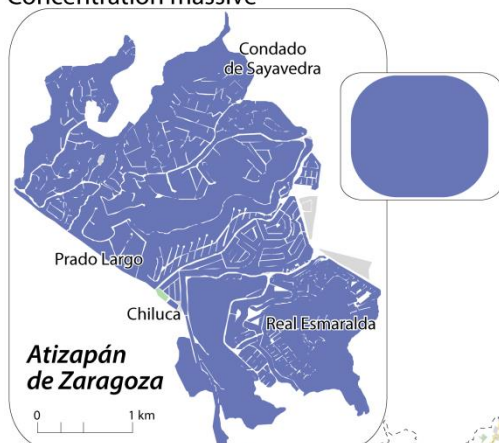 Concentration massive
Condado
de Sayavedra
Prado Largo
Chiluca
Real Esmaralda
Atizapán
de Zaragoza
0 1 km